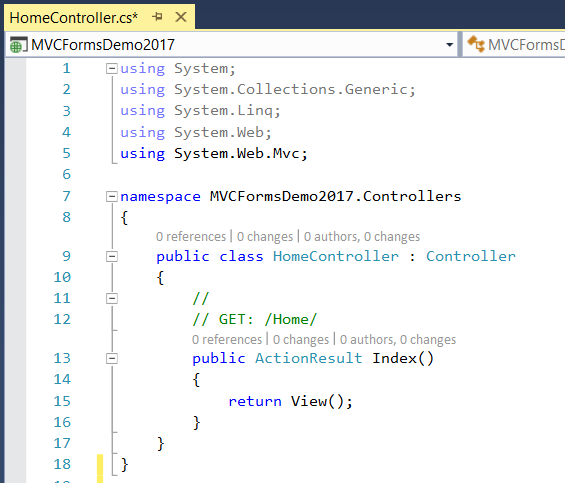 HomeController.cs*
MVCFormsDemo2017 MVCFormsD
1 using System;
2 using System.Collections.Generic;
3 using System.Linq;
4 using System.Web;
5 using System.Web.Mvc;
6
7 namespace MVCFormsDemo2017.Controllers
8 {
0 references | 0 changes | 0 authors, 0 changes
9 public class HomeController : Controller
10 {
11 //
12 // GET: /Home/
0 references | 0 changes | 0 authors, 0 changes
13 public ActionResult Index()
14 {
15 return View();
16 }
17 }
18 }